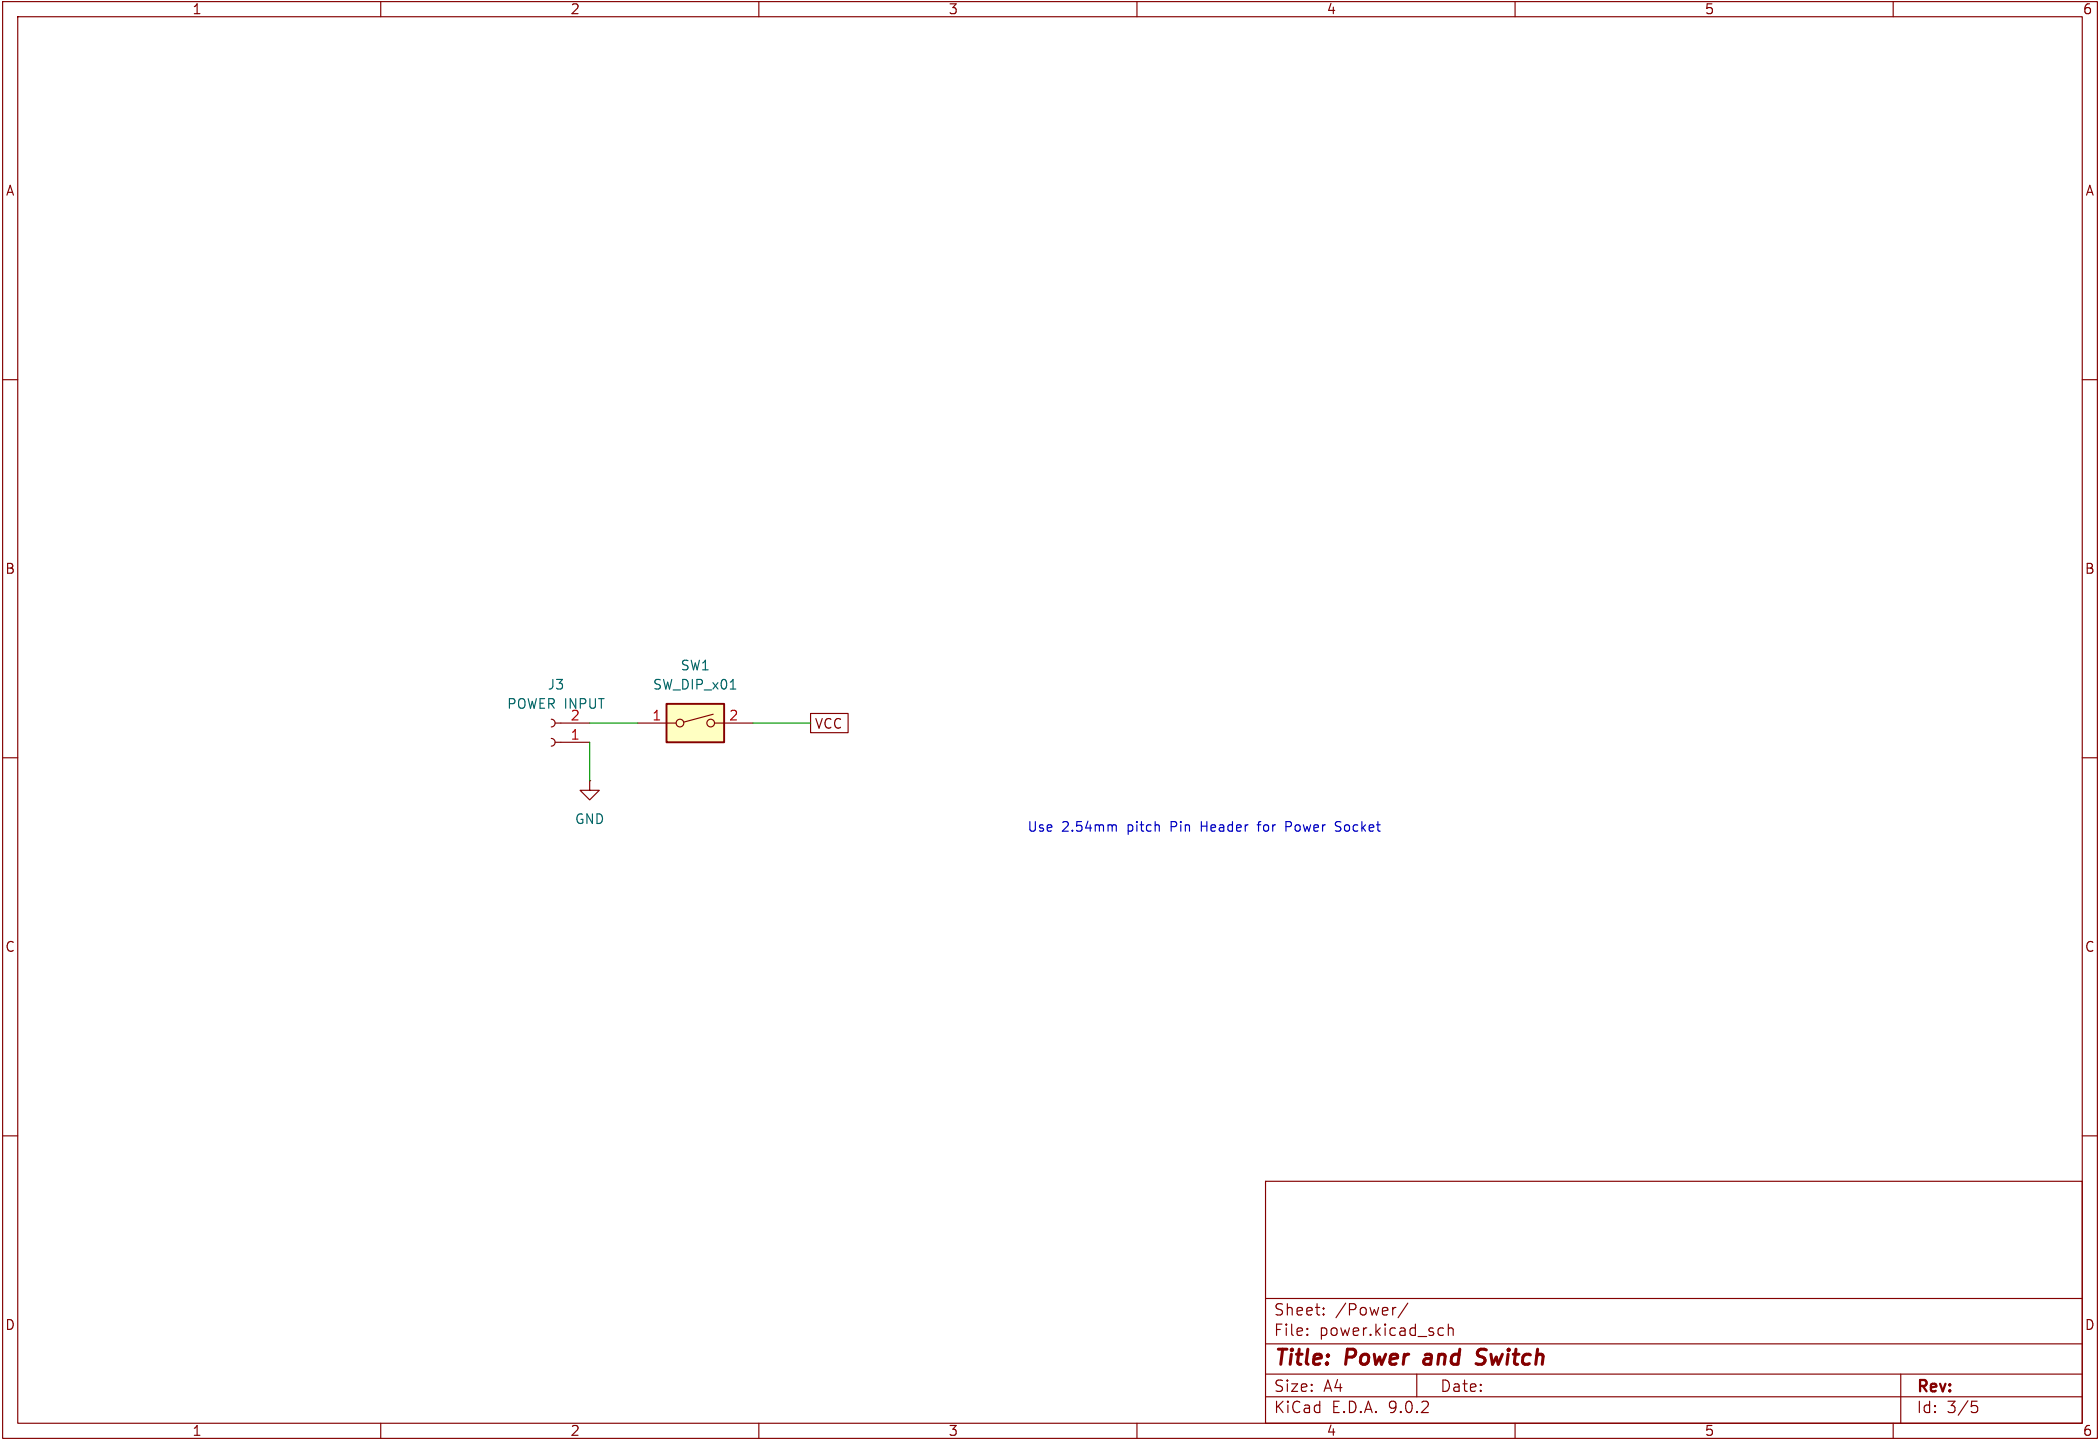 1 2 3 4 5 6
A A
B B
SW1
J3 SW_DIP_x01
POWER INPUT
2 1 2 VCC
1
GND
Use 2.54mm pitch Pin Header for Power Socket
C C
Sheet: /Power/
D D
File: power.kicad_sch
Title: Power and Switch
Size: A4 Date: Rev:
KiCad E.D.A. 9.0.2 Id: 3/5
1 2 3 4 5 6